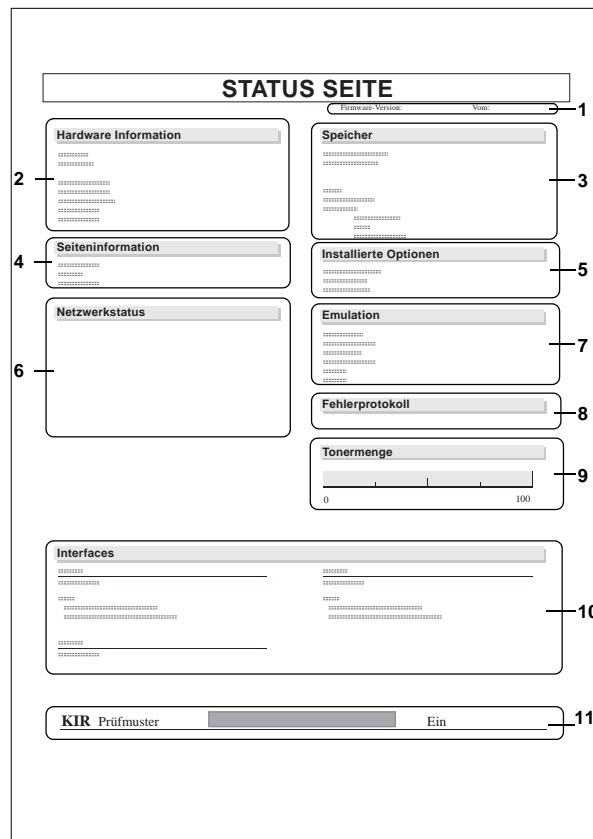 STATUS SEITE
Firmware-Version: Vom:
1
Hardware Information
2
Speicher
3
Seiteninformation
4
Installierte Optionen
5
Netzwerkstatus
6
Emulation
7
Fehlerprotokoll
8
Tonermenge
0 100
9
Interfaces
10
KIR Prüfmuster Ein
11